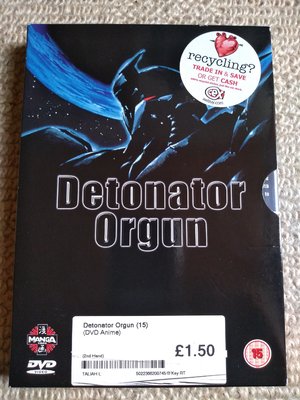 recycling?
TRADE IN & SAVE
OR GET CASH
Detonator
Orgun
MANGA
DVD
VIDEO
15
Detonator Orgun (15)
(DVD Anime)
(2nd Hand)
£1.50